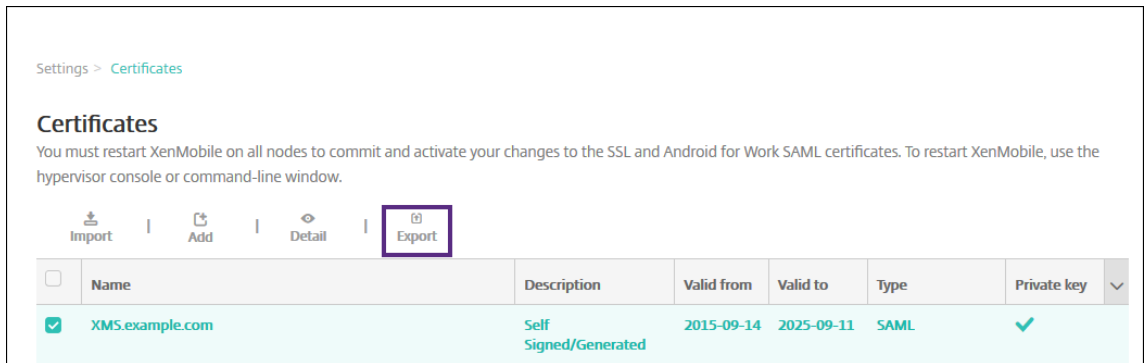 Settings > Certificates
Certificates
You must restart XenMobile on all nodes to commit and activate your changes to the SSL and Android for Work SAML certificates. To restart XenMobile, use the
hypervisor console or command-line window.
Import | Add | Detail | Export
Name Description Valid from Valid to Type Private key
XMS.example.com Self 2015-09-14 2025-09-11 SAML
Signed/Generated